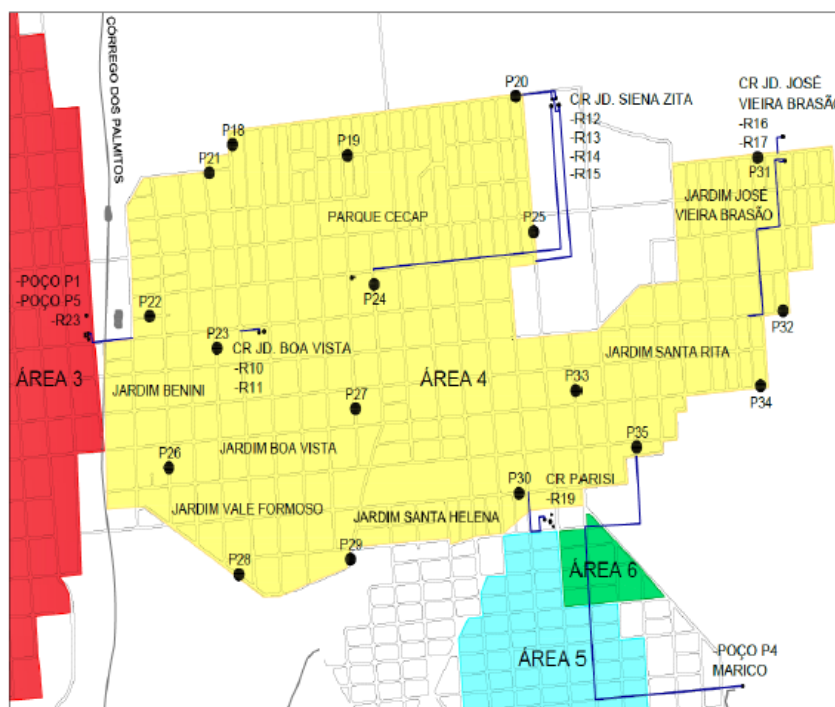 CÓRREGO DOS PALMITOS
P20
CR JD. SIENA ZITA
-R12
-R13
-R14
-R15
CR JD. JOSÉ
VIEIRA BRASÃO
-R16
-R17
P18
P19
P21
P31
JARDIM JOSÉ
VIEIRA BRASÃO
PARQUE CECAP
P25
-POÇO P1
-POÇO P5
-R23
P24
P22
P23
CR JD. BOA VISTA
-R10
-R11
P32
JARDIM SANTA RITA
ÁREA 3
JARDIM BENINI
ÁREA 4
P33
P34
P27
P35
JARDIM BOA VISTA
P26
P30
CR PARISI
-R19
JARDIM VALE FORMOSO
JARDIM SANTA HELENA
P29
P28
ÁREA 6
ÁREA 5
-POÇO P4
MARICO